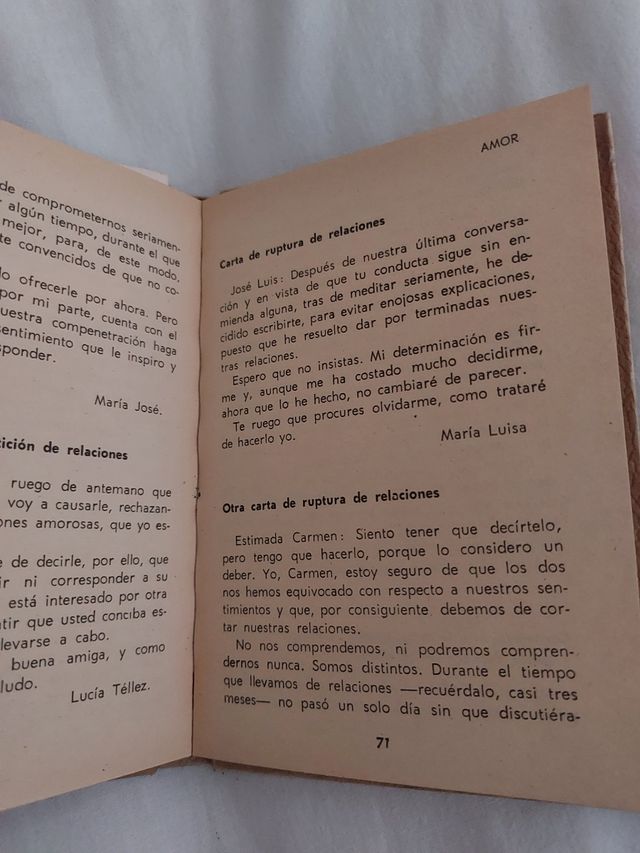 de comprometernos seriamen-
algún tiempo, durante el que
mejor, para, de este modo,
te convencidos de que no co-
lo ofrecerle por ahora. Pero
por mi parte, cuenta con el
uestra compenetración haga
sentimiento que le inspiro y
sponder.
María José.
tición de relaciones
ruego de antemano que
voy a causarle, rechazan-
ones amorosas, que yo es-
e de decirle, por ello, que
ir ni corresponder a su
está interesado por otra
ntir que usted conciba es-
llevarse a cabo.
buena amiga, y como
ludo.
Lucía Téllez.
AMOR
Carta de ruptura de relaciones
José Luis: Después de nuestra última conversa-
ción y en vista de que tu conducta sigue sin en-
mienda alguna, tras de meditar seriamente, he de-
cidido escribirte, para evitar enojosas explicaciones,
puesto que he resuelto dar por terminadas nues-
tras relaciones.
Espero que no insistas. Mi determinación es fir-
me y, aunque me ha costado mucho decidirme,
ahora que lo he hecho, no cambiaré de parecer.
Te ruego que procures olvidarme, como trataré
de hacerlo yo.
María Luisa
Otra carta de ruptura de relaciones
Estimada Carmen: Siento tener que decírtelo,
pero tengo que hacerlo, porque lo considero un
deber. Yo, Carmen, estoy seguro de que los dos
nos hemos equivocado con respecto a nuestros sen-
timientos y que, por consiguiente debemos de cor-
tar nuestras relaciones.
No nos comprendemos, ni podremos compren-
dernos nunca. Somos distintos. Durante el tiempo
que llevamos de relaciones —recuérdalo, casi tres
meses— no pasó un solo día sin que discutiéra-
71